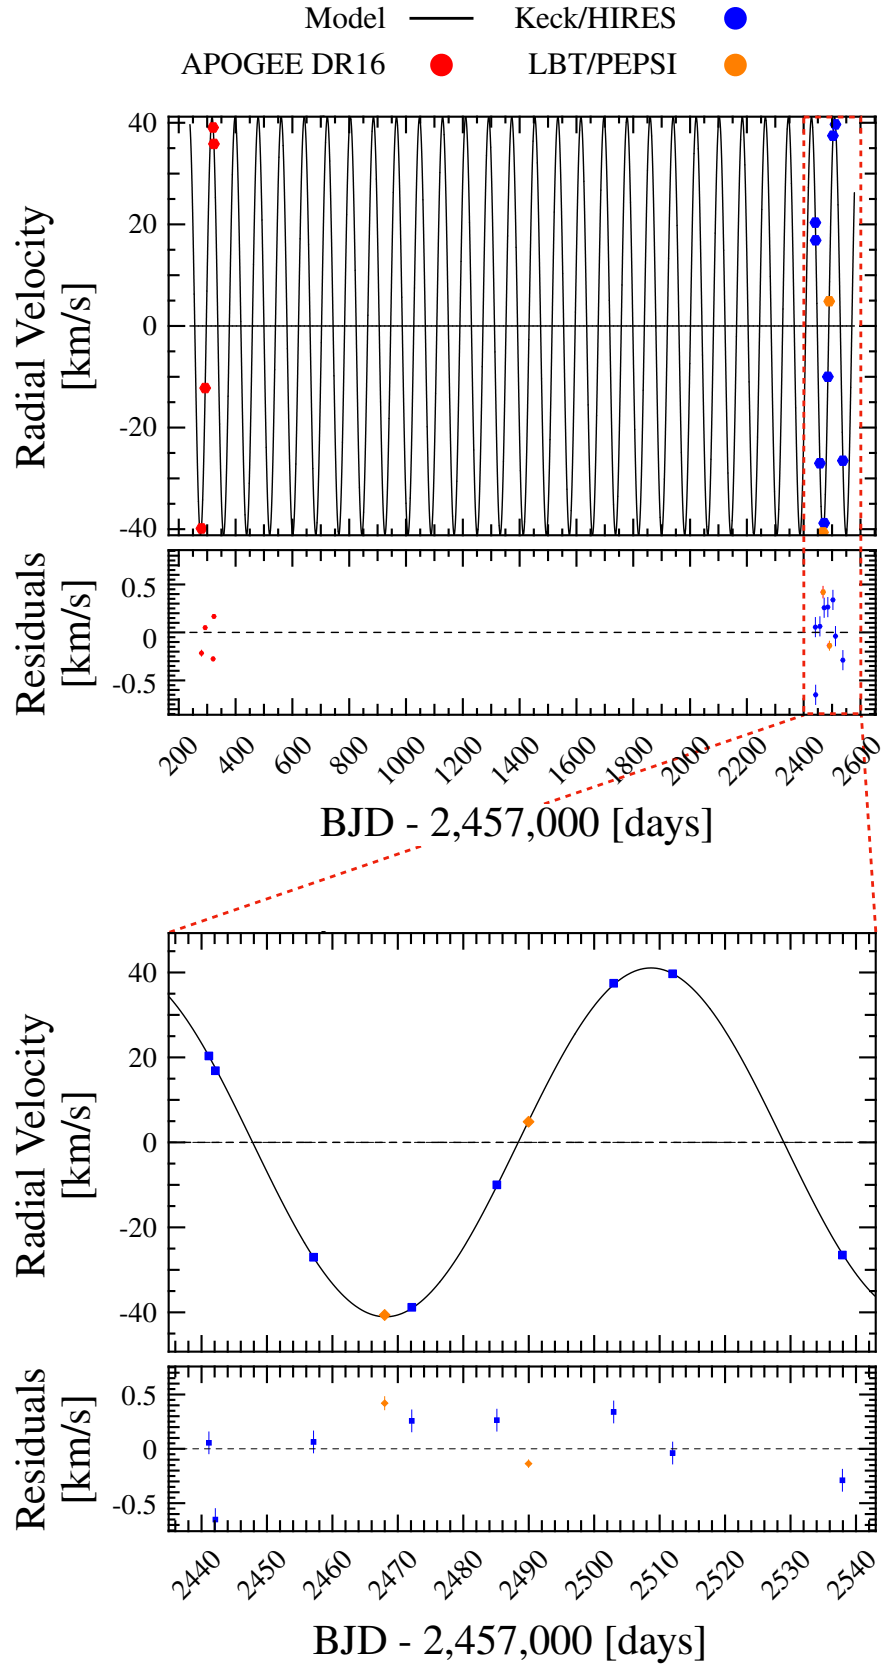 Model Keck/HIRES
APOGEE DR16 LBT/PEPSI
Radial Velocity
[km/s]
40
20
0
-20
-40
Residuals
[km/s]
0.5
0
-0.5
200 400 600 800 1000 1200 1400 1600 1800 2000 2200 2400 2600
BJD - 2,457,000 [days]
Radial Velocity
[km/s]
40
20
0
-20
-40
Residuals
[km/s]
0.5
0
-0.5
2440 2450 2460 2470 2480 2490 2500 2510 2520 2530 2540
BJD - 2,457,000 [days]